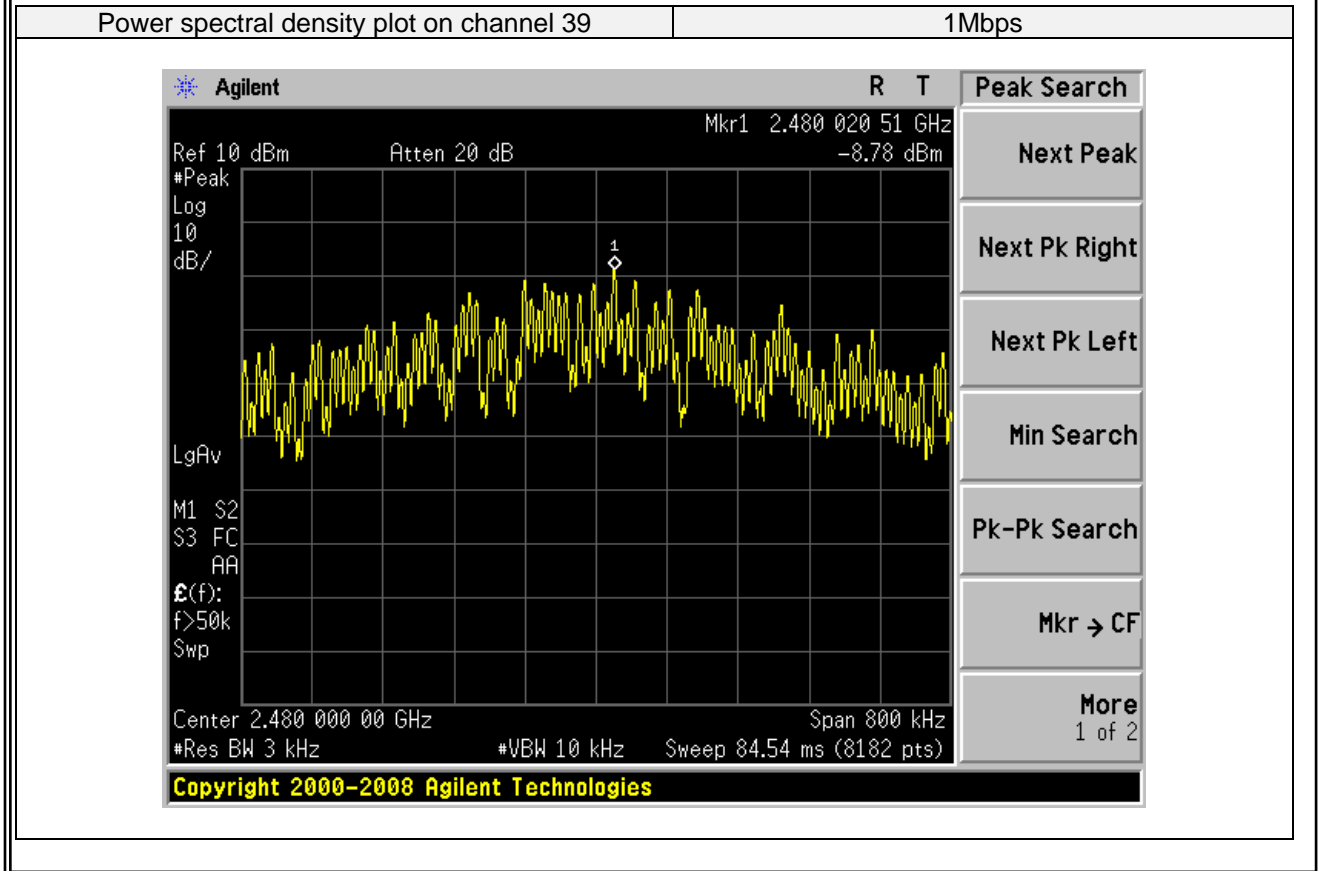 Power spectral density plot on channel 39 1Mbps
Agilent R T Peak Search
Mkr1 2.480 020 51 GHz
Ref 10 dBm Atten 20 dB -8.78 dBm
#Peak
Log
10
dB/
1
LgAv
M1 S2
S3 FC
AA
£(f):
f>50k
Swp
Center 2.480 000 00 GHz Span 800 kHz
#Res BW 3 kHz #VBW 10 kHz Sweep 84.54 ms (8182 pts)
Next Peak
Next Pk Right
Next Pk Left
Min Search
Pk-Pk Search
Mkr → CF
More
1 of 2
Copyright 2000-2008 Agilent Technologies